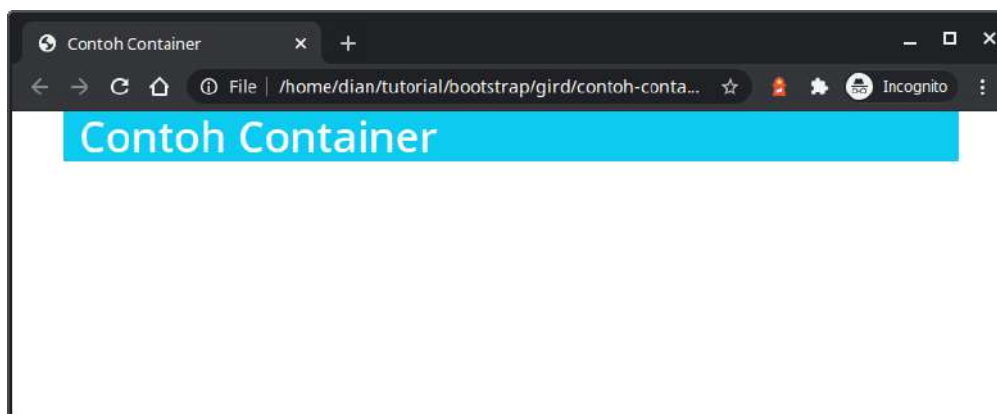 Contoh Container
File /home/dian/tutorial/bootstrap/gird/contoh-conta... Incognito
Contoh Container